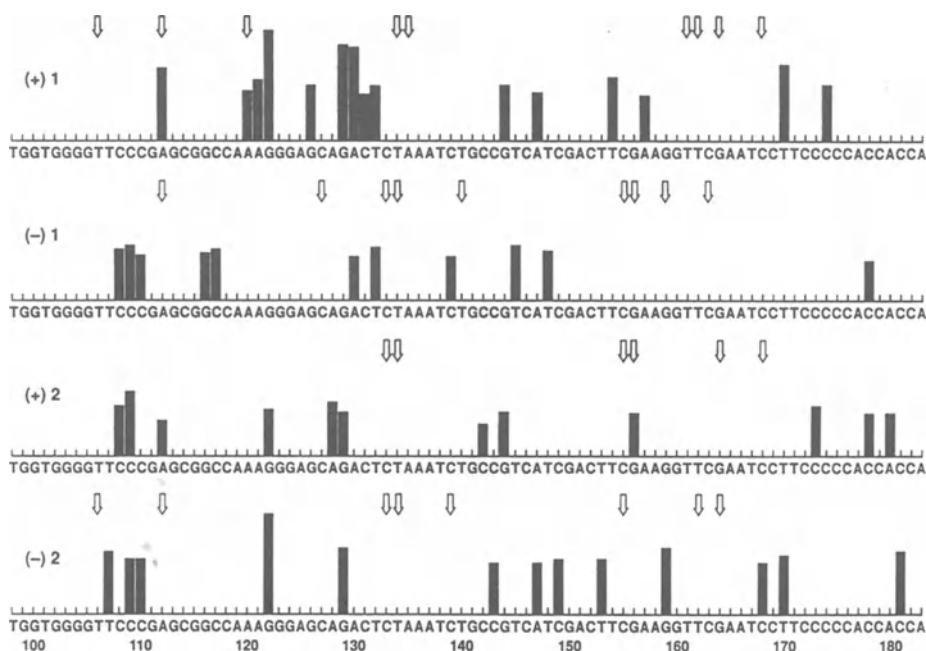 (+) 1
TGGTGGGGTTCCCGAGCGGCCAAAGGGAGCAGACTCTAAATCTGCCGTCATCGACTTCGAAGGTTCGAATCCTTCCCCCACCACCA
(−) 1
TGGTGGGGTTCCCGAGCGGCCAAAGGGAGCAGACTCTAAATCTGCCGTCATCGACTTCGAAGGTTCGAATCCTTCCCCCACCACCA
(+) 2
TGGTGGGGTTCCCGAGCGGCCAAAGGGAGCAGACTCTAAATCTGCCGTCATCGACTTCGAAGGTTCGAATCCTTCCCCCACCACCA
(−) 2
TGGTGGGGTTCCCGAGCGGCCAAAGGGAGCAGACTCTAAATCTGCCGTCATCGACTTCGAAGGTTCGAATCCTTCCCCCACCACCA
100 110 120 130 140 150 160 170 180